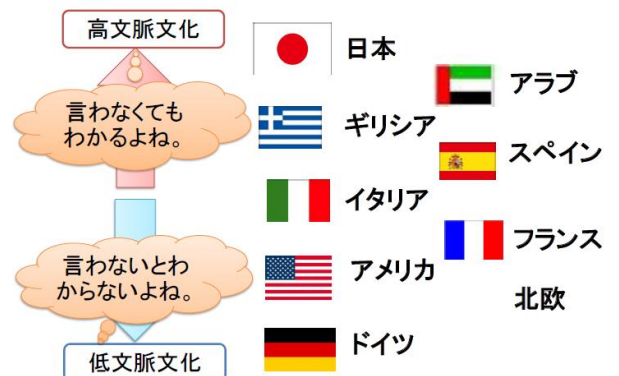 高文脈文化
言わなくても
わかるよね。
言わないとわ
からないよね。
低文脈文化
日本
アラブ
ギリシア
スペイン
イタリア
フランス
アメリカ
北欧
ドイツ